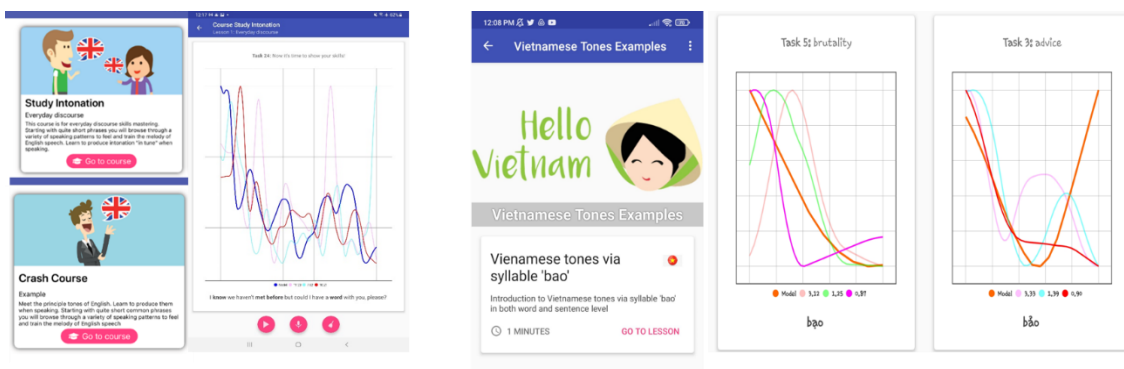 Study Intonation
Everyday discourse
This course is for everyday discourse skills mastering.
Starting with quite short phrases you will browse through a
variety of speaking patterns to feel and train the melody of
English speech. Learn to produce intonation "in tune" when
speaking.
Go to course
Crash Course
Example
Meet the principle tones of English. Learn to produce them
when speaking. Starting with quite short common phrases
you will browse through a variety of speaking patterns to feel
and train the melody of English speech
Go to course
Course Study Intonation
Lesson 1: Everyday discourse
Now it's time to show your skills!
I know we haven't met before but could I have a word with you, please?
12:08 PM
Vietnamese Tones Examples
Hello
Vietnam
Vietnamese Tones Examples
Vienamese tones via
syllable 'bao'
Introduction to Vietnamese tones via syllable 'bao'
in both word and sentence level
1 MINUTES
GO TO LESSON
Task 5: brutality
Model 3,12 1,35 0,97
bạo
Task 3: advice
Model 3,39 1,39 0,90
bảo